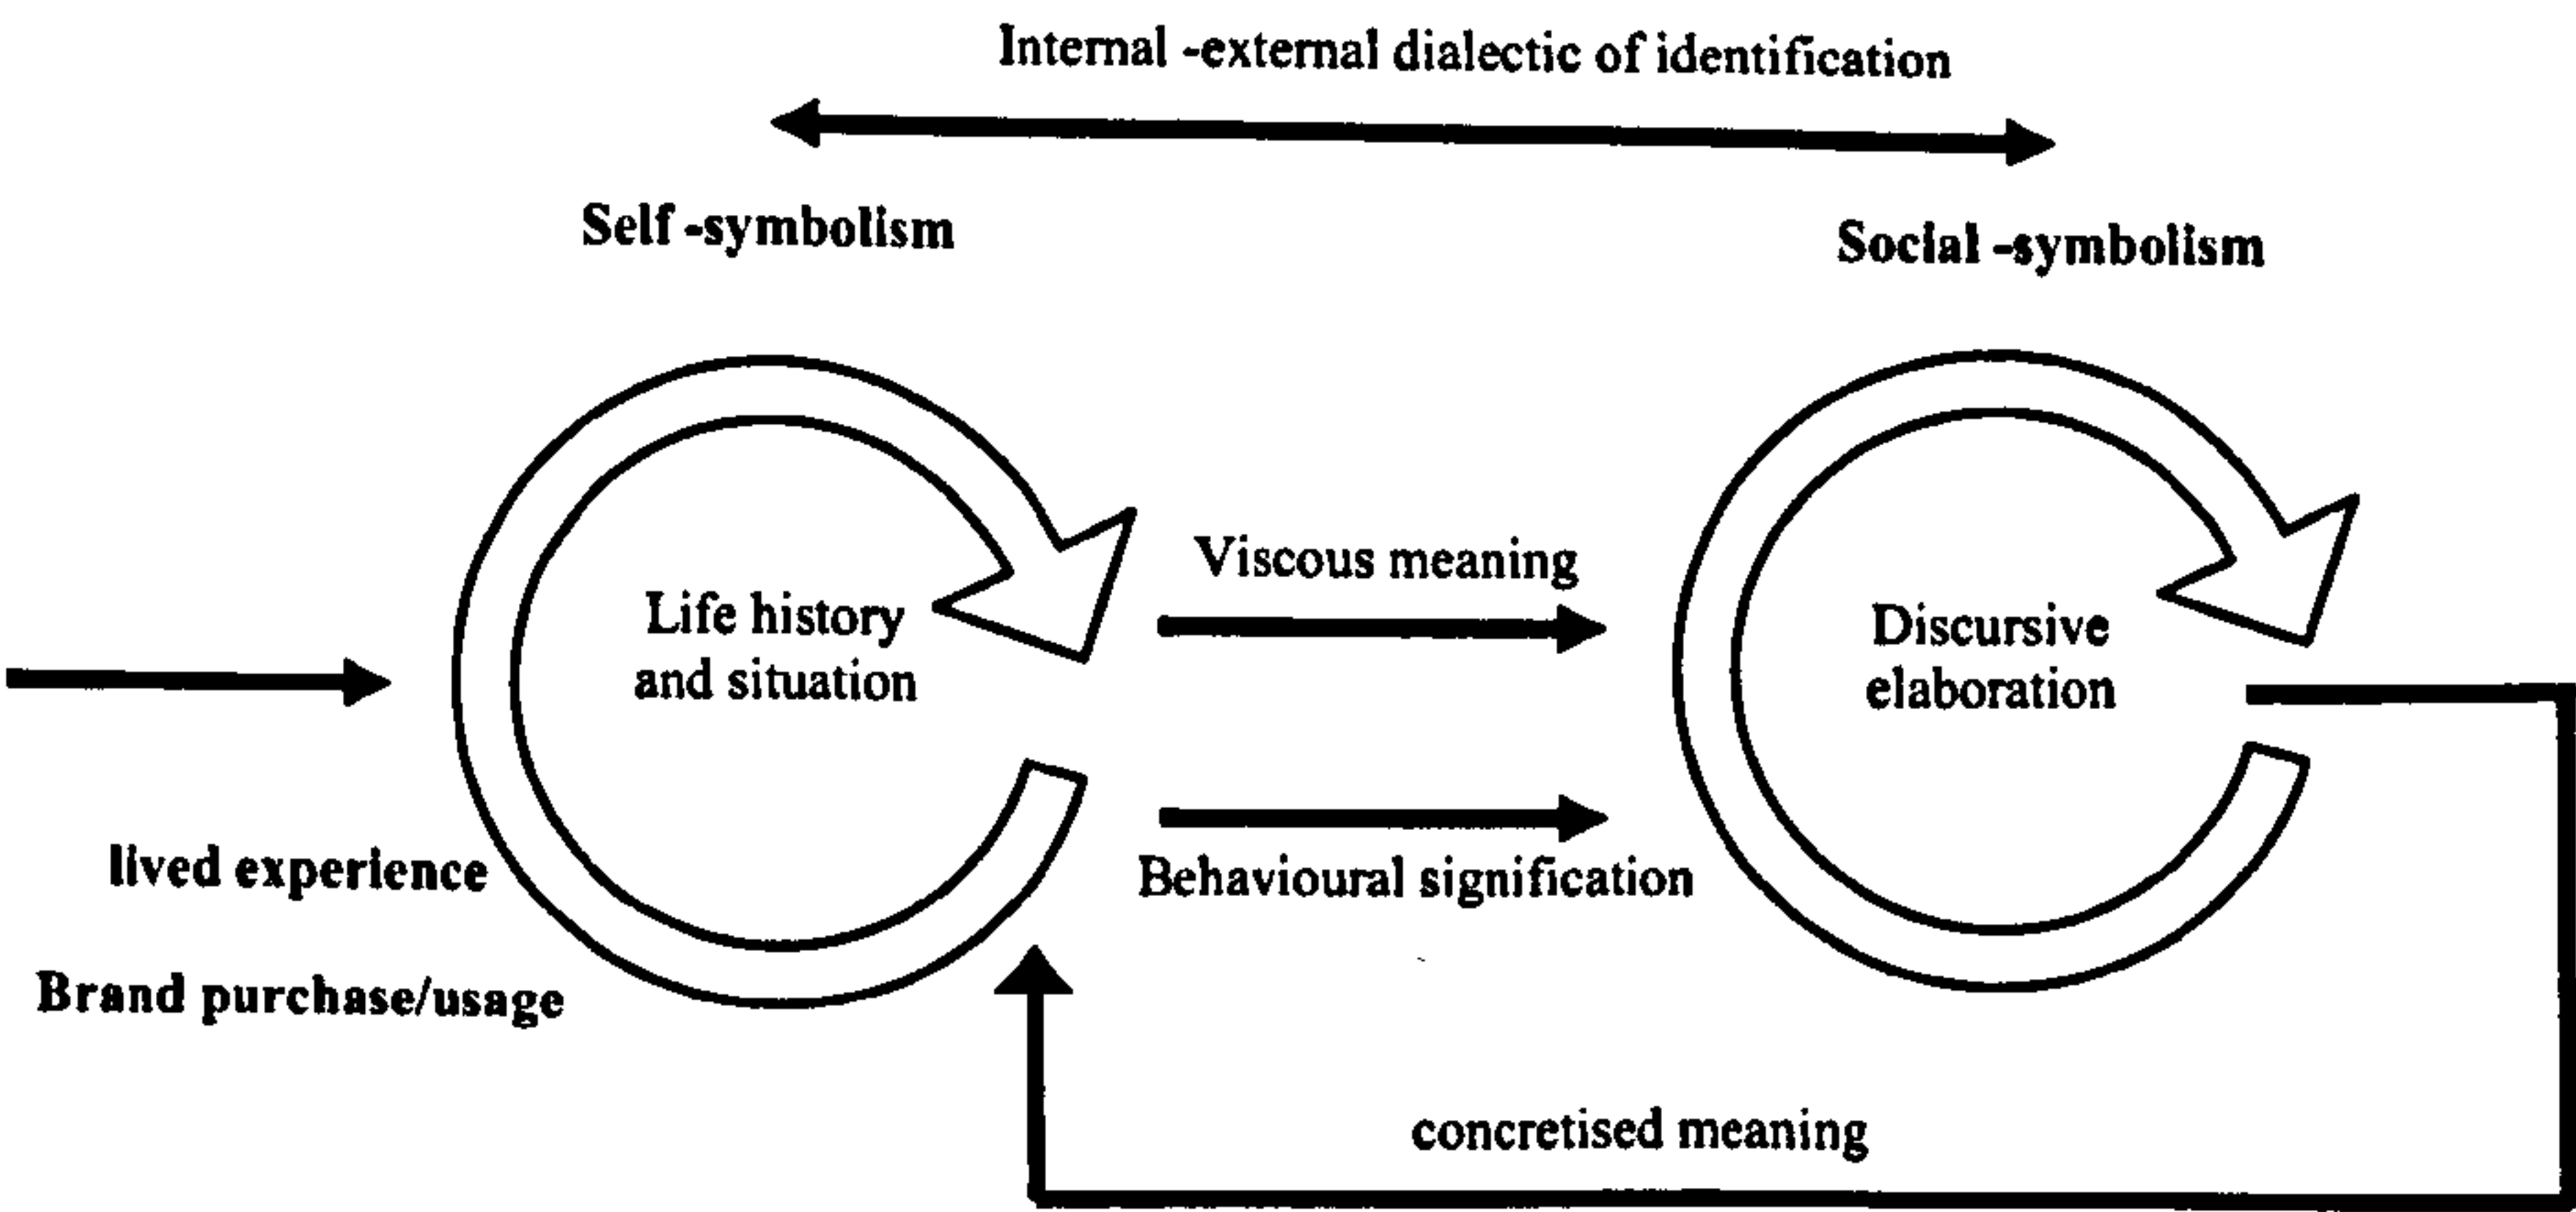 Internal -external dialectic of identification
Self -symbolism
Social -symbolism
Viscous meaning
Life history
and situation
Discursive
elaboration
lived experience
Behavioural signification
Brand purchase/usage
concretised meaning